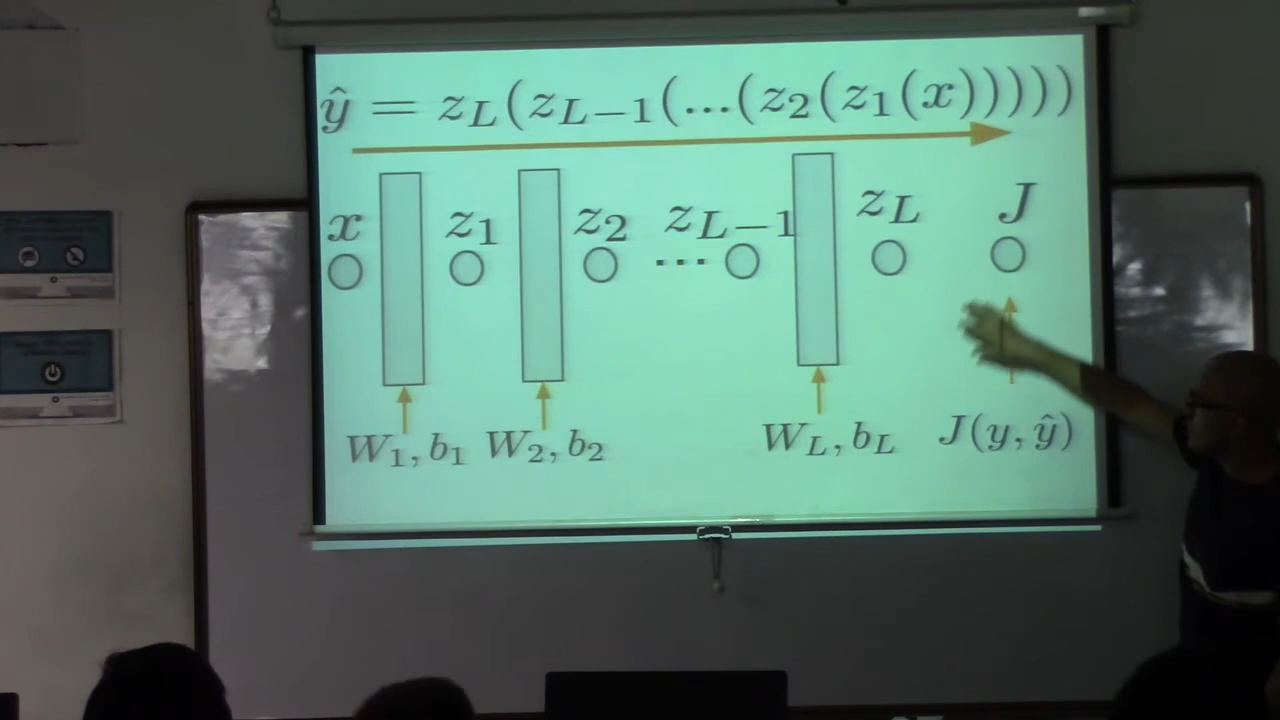 ŷ = z_L(z_{L−1}(...(z_2(z_1(x)))))
x z_1 z_2 ... z_{L−1} z_L J
W_1, b_1 W_2, b_2 W_L, b_L J(y, ŷ)